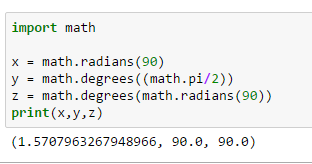 import math
x = math.radians(90)
y = math.degrees((math.pi/2))
z = math.degrees(math.radians(90))
print(x,y,z)
(1.5707963267948966, 90.0, 90.0)